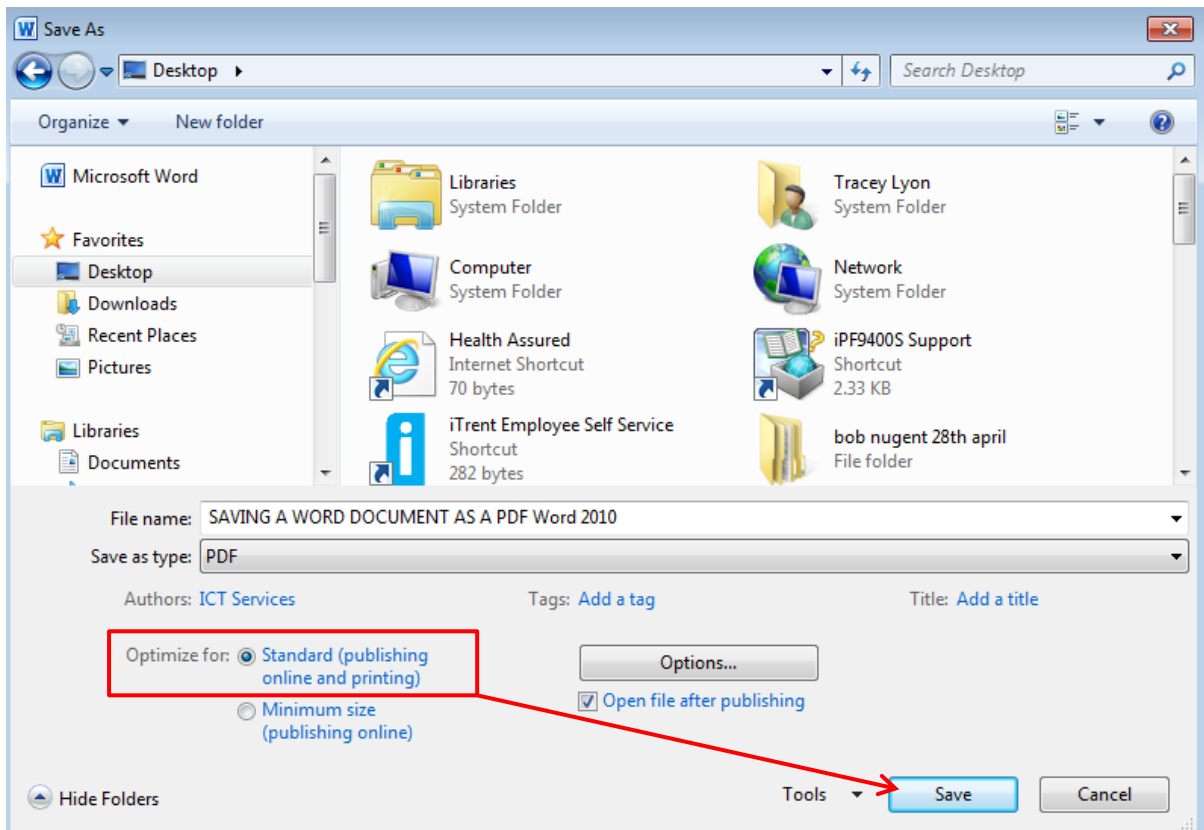 Save As
Desktop
Search Desktop
Organize
New folder
Microsoft Word
Favorites
Desktop
Downloads
Recent Places
Pictures
Libraries
Documents
Libraries
System Folder
Tracey Lyon
System Folder
Computer
System Folder
Network
System Folder
Health Assured
Internet Shortcut
70 bytes
iPF9400S Support
Shortcut
2.33 KB
iTrent Employee Self Service
Shortcut
282 bytes
bob nugent 28th april
File folder
File name: SAVING A WORD DOCUMENT AS A PDF Word 2010
Save as type: PDF
Authors: ICT Services
Tags: Add a tag
Title: Add a title
Optimize for: Standard (publishing
online and printing)
Minimum size
(publishing online)
Options...
Open file after publishing
Hide Folders
Tools
Save
Cancel